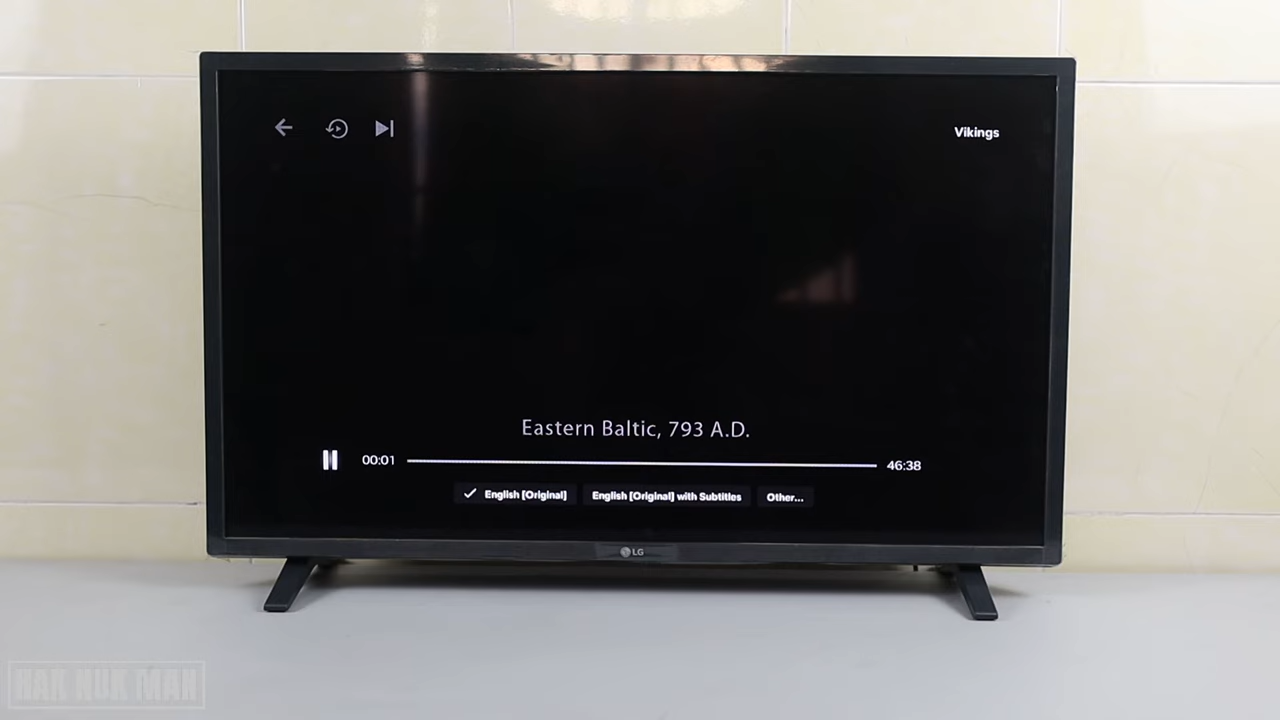 Vikings
Eastern Baltic, 793 A.D.
00:01 46:38
English [Original] English [Original] with Subtitles Other...
LG
HAR HUK MAN